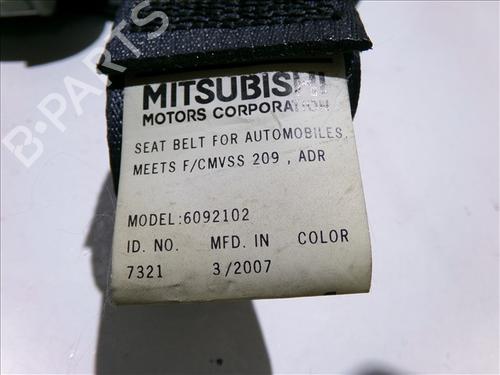 B-PARTS
MITSUBISHI
MOTORS CORPORATION
SEAT BELT FOR AUTOMOBILES
MEETS F/CMVSS 209 , ADR
MODEL:6092102
ID. NO. MFD. IN COLOR
7321 3/2007